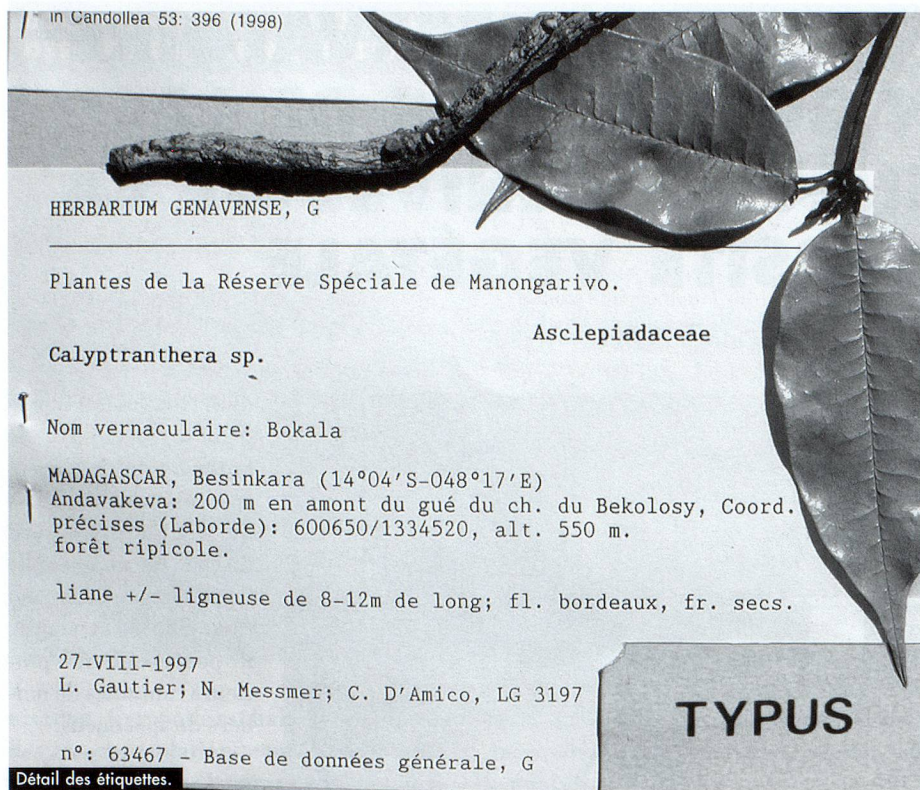 in Candollea 53: 396 (1998)
HERBARIUM GENAVENSE, G
Plantes de la Réserve Spéciale de Manongarivo.
Asclepiadaceae
Calyptranthera sp.
Nom vernaculaire: Bokala
MADAGASCAR, Besinkara (14°04'S-048°17'E)
Andavakeva: 200 m en amont du gué du ch. du Bekolosy, Coord.
précises (Laborde): 600650/1334520, alt. 550 m.
forêt ripicole.
liane +/- ligneuse de 8-12m de long; fl. bordeaux, fr. secs.
27-VIII-1997
L. Gautier; N. Messmer; C. D'Amico, LG 3197
n°: 63467 - Base de données générale, G
TYPUS
Détail des étiquettes.